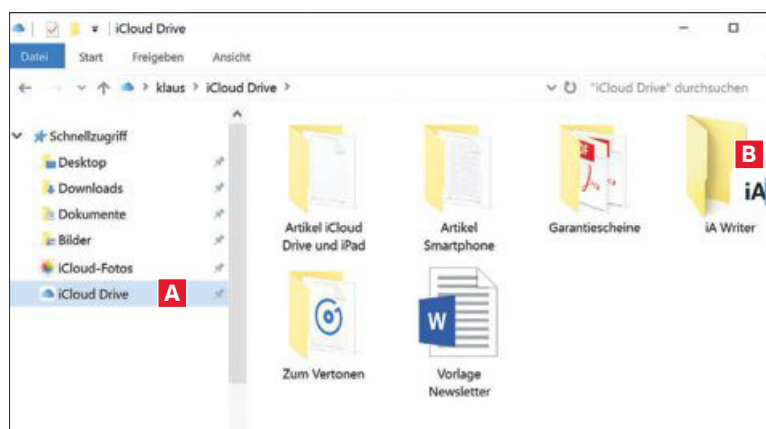 iCloud Drive
Datei Start Freigeben Ansicht
klaus iCloud Drive
"iCloud Drive" durchsuchen
Schnellzugriff
Desktop
Downloads
Dokumente
Bilder
iCloud-Fotos
iCloud Drive A
PDF
B
iA
Artikel iCloud
Drive und iPad
Artikel
Smartphone
Garantiescheine
iA Writer
W
Zum Vertonen
Vorlage
Newsletter